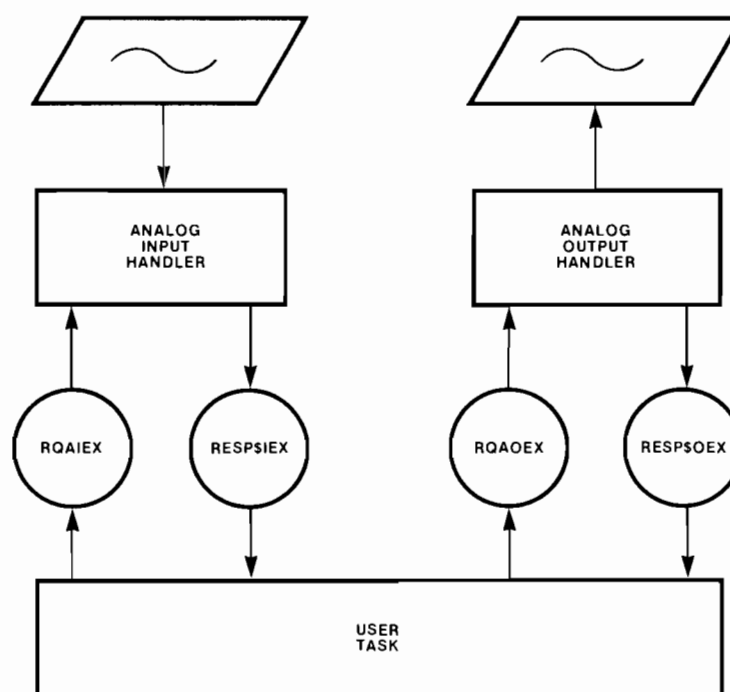 ANALOG
INPUT
HANDLER
ANALOG
OUTPUT
HANDLER
RQAIEX
RESP$IEX
RQAOEX
RESP$OEX
USER
TASK